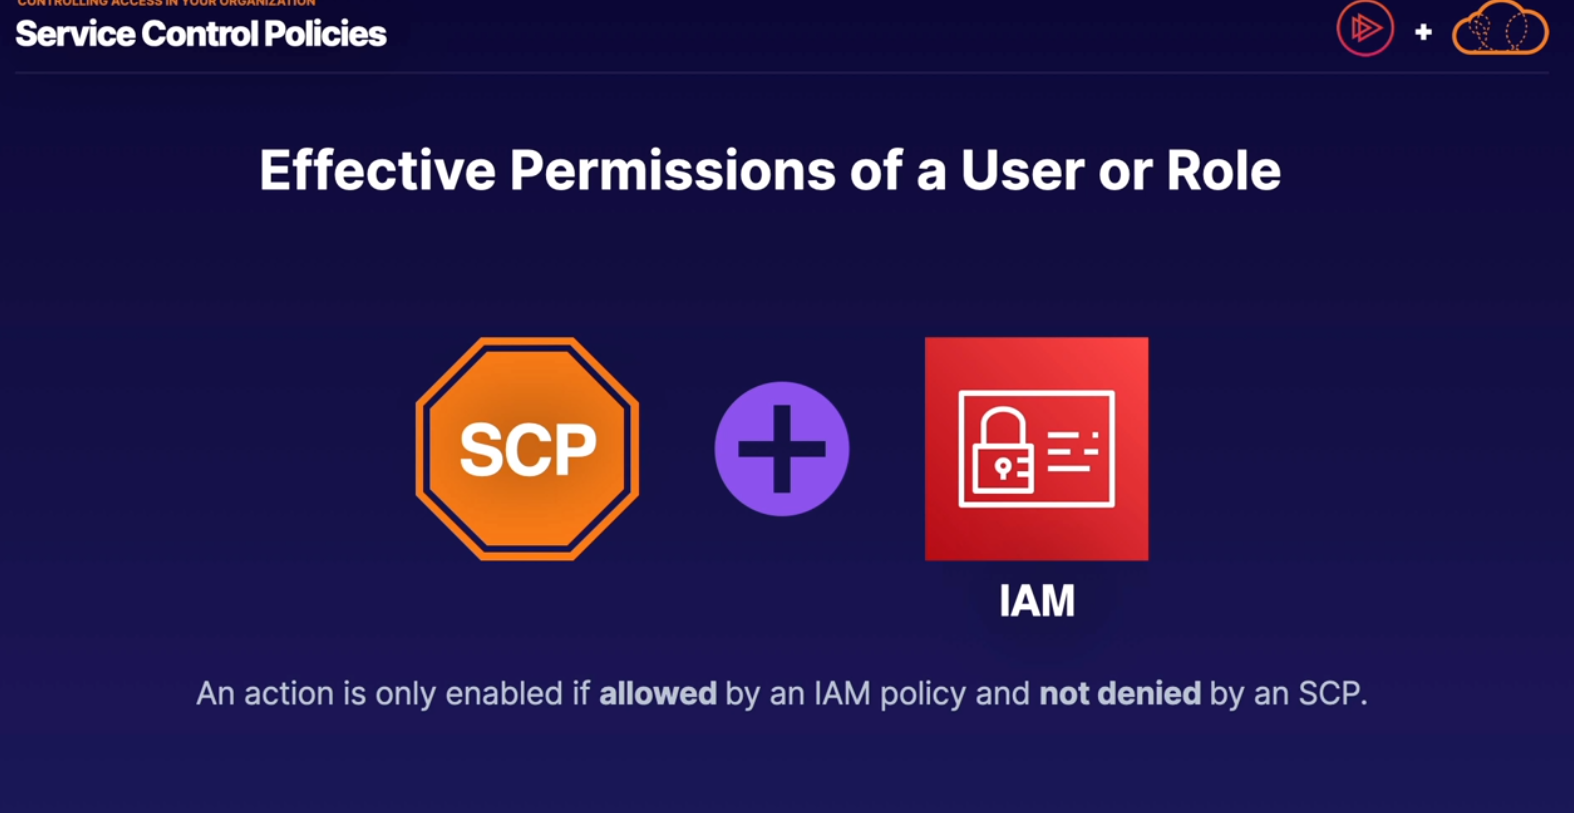 CONTROLLING ACCESS IN YOUR ORGANIZATION
Service Control Policies
Effective Permissions of a User or Role
SCP
IAM
An action is only enabled if allowed by an IAM policy and not denied by an SCP.